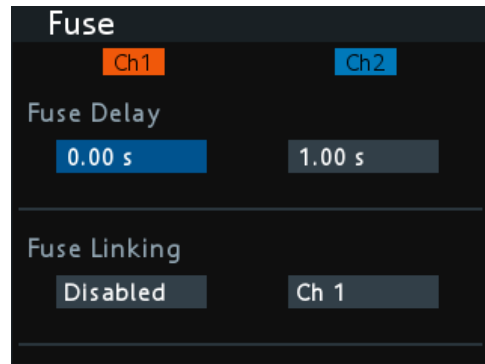 Fuse
Ch1 Ch2
Fuse Delay
0.00 s 1.00 s
Fuse Linking
Disabled Ch 1